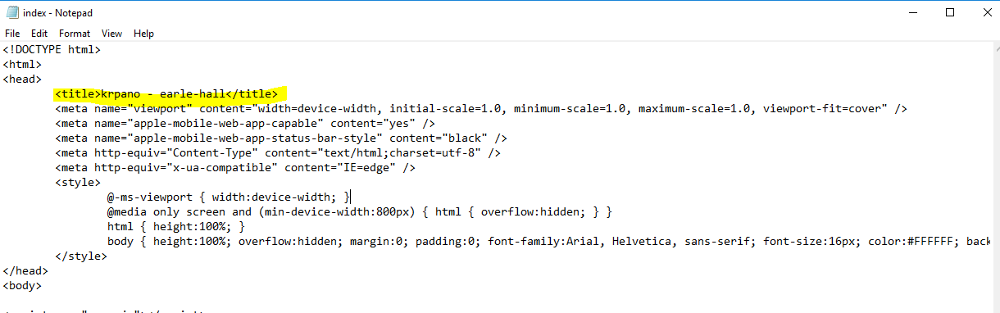 index - Notepad
File Edit Format View Help
<!DOCTYPE html>
<html>
<head>
<title>krpano - earle-hall</title>
<meta name="viewport" content="width=device-width, initial-scale=1.0, minimum-scale=1.0, maximum-scale=1.0, viewport-fit=cover" />
<meta name="apple-mobile-web-app-capable" content="yes" />
<meta name="apple-mobile-web-app-status-bar-style" content="black" />
<meta http-equiv="Content-Type" content="text/html;charset=utf-8" />
<meta http-equiv="x-ua-compatible" content="IE=edge" />
<style>
@-ms-viewport { width:device-width; }
@media only screen and (min-device-width:800px) { html { overflow:hidden; } }
html { height:100%; }
body { height:100%; overflow:hidden; margin:0; padding:0; font-family:Arial, Helvetica, sans-serif; font-size:16px; color:#FFFFFF; back
</style>
</head>
<body>